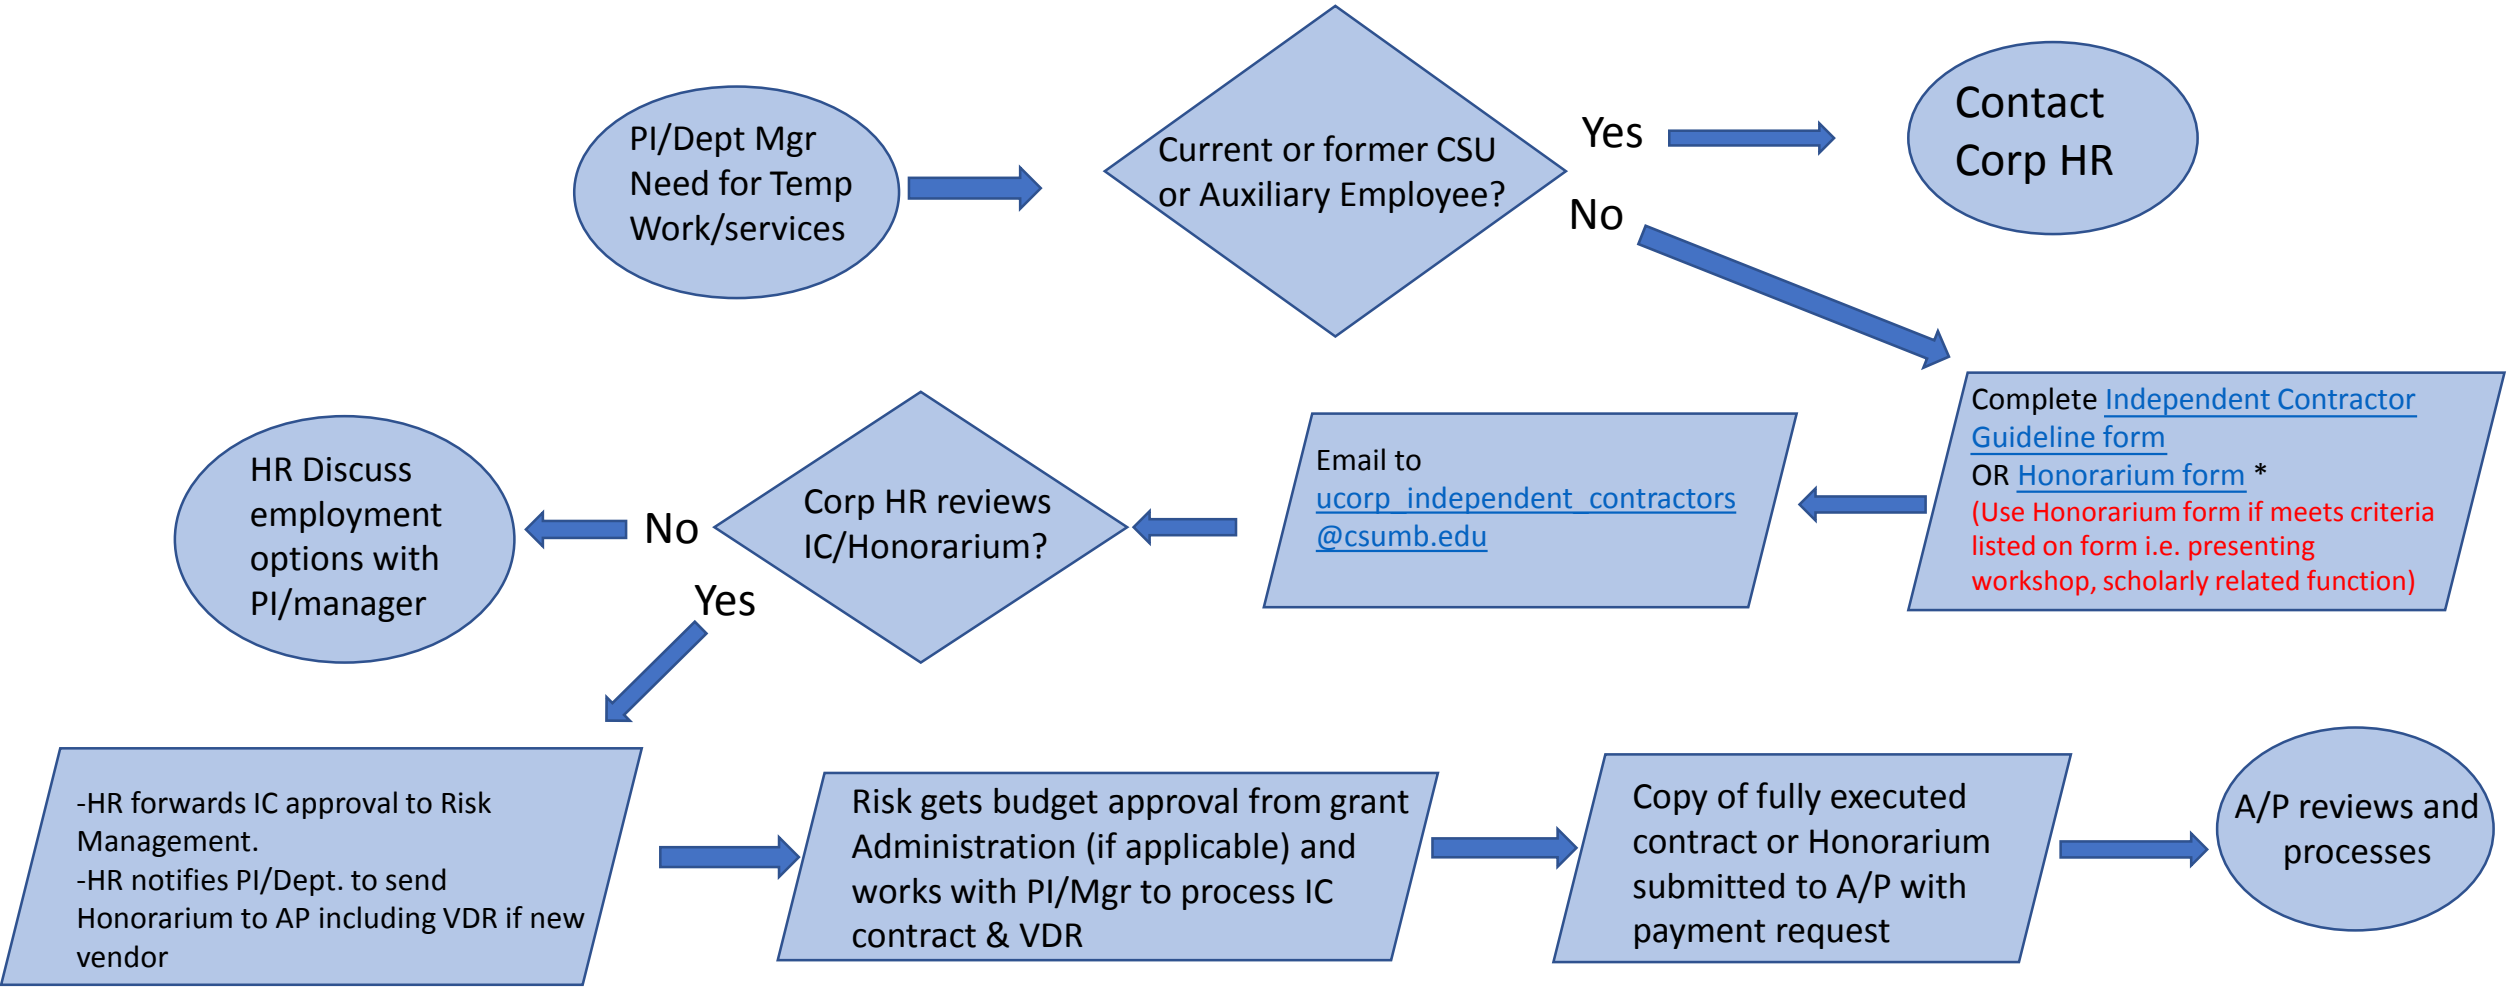 PI/Dept Mgr
Need for Temp
Work/services
Current or former CSU
or Auxiliary Employee?
Yes
No
Contact
Corp HR
Complete Independent Contractor
Guideline form
OR Honorarium form *
(Use Honorarium form if meets criteria
listed on form i.e. presenting
workshop, scholarly related function)
Email to
ucorp_independent_contractors
@csumb.edu
Corp HR reviews
IC/Honorarium?
No
Yes
HR Discuss
employment
options with
PI/manager
-HR forwards IC approval to Risk
Management.
-HR notifies PI/Dept. to send
Honorarium to AP including VDR if new
vendor
Risk gets budget approval from grant
Administration (if applicable) and
works with PI/Mgr to process IC
contract & VDR
Copy of fully executed
contract or Honorarium
submitted to A/P with
payment request
A/P reviews and
processes